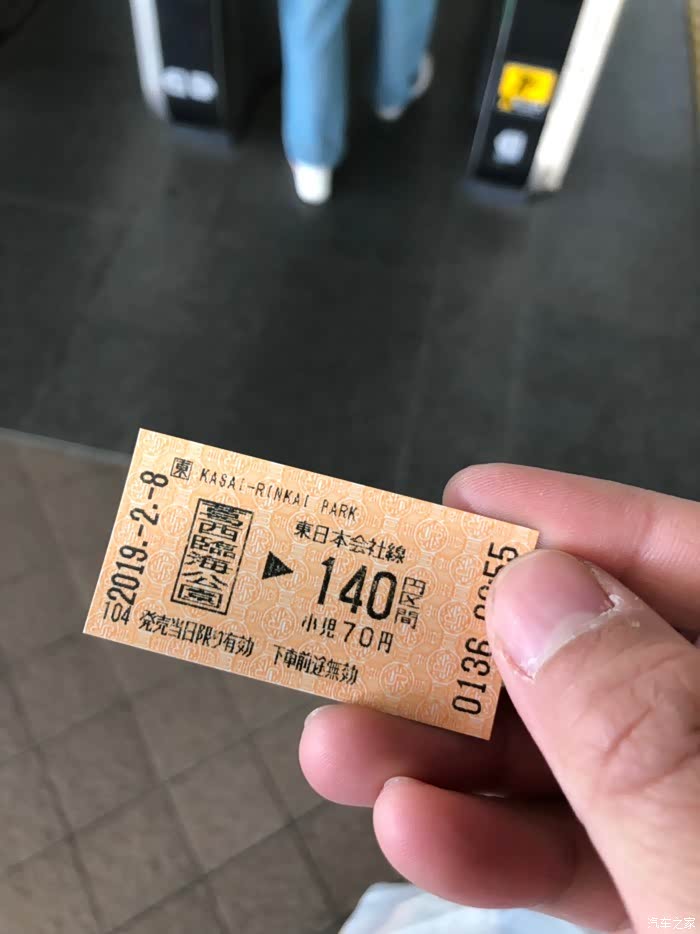 東 KASAI-RINKAI PARK
2019.-2.-8
葛西臨海公園
▶
東日本会社線
140円区間
小児70円
104
発売当日限り有効 下車前途無効
0136
55
汽车之家